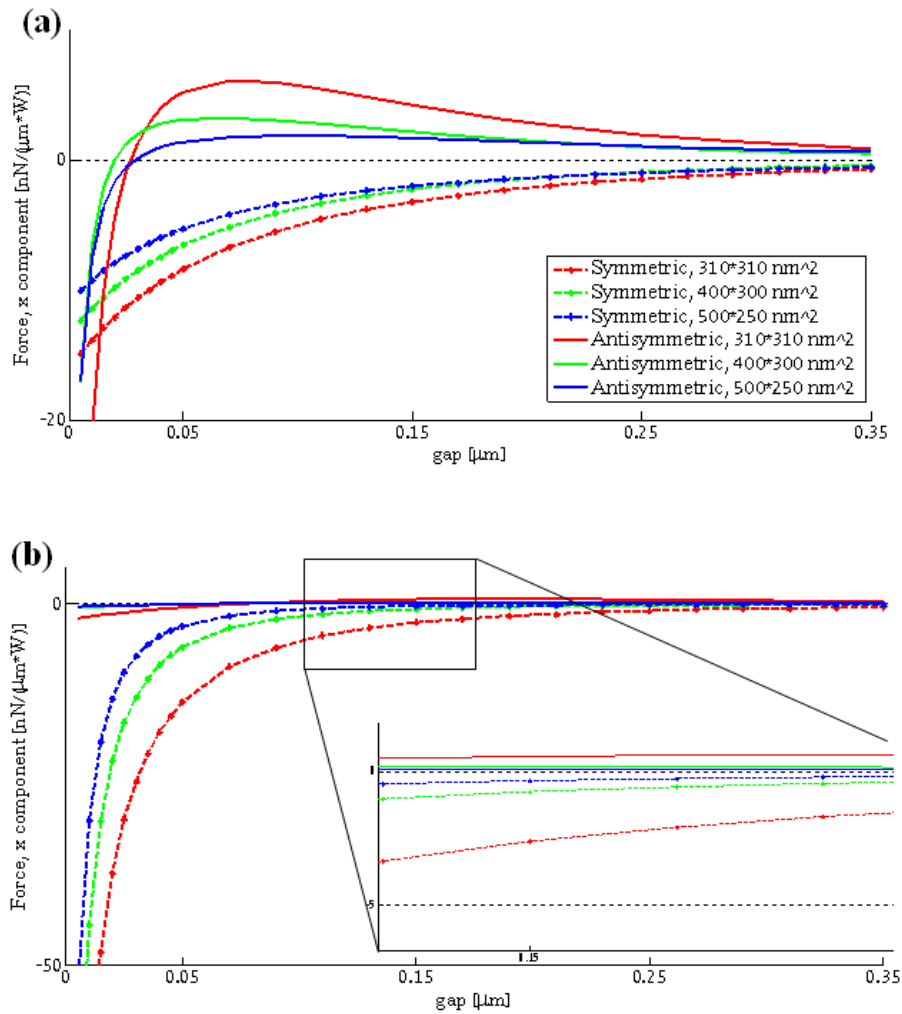 (a)
Force, x component [nN/(µm*W)]
0
-20
Symmetric, 310*310 nm^2
Symmetric, 400*300 nm^2
Symmetric, 500*250 nm^2
Antisymmetric, 310*310 nm^2
Antisymmetric, 400*300 nm^2
Antisymmetric, 500*250 nm^2
0 0.05 0.15 0.25 0.35
gap [µm]
(b)
Force, x component [nN/(µm*W)]
0
-50
0 0.05 0.15 0.25 0.35
gap [µm]